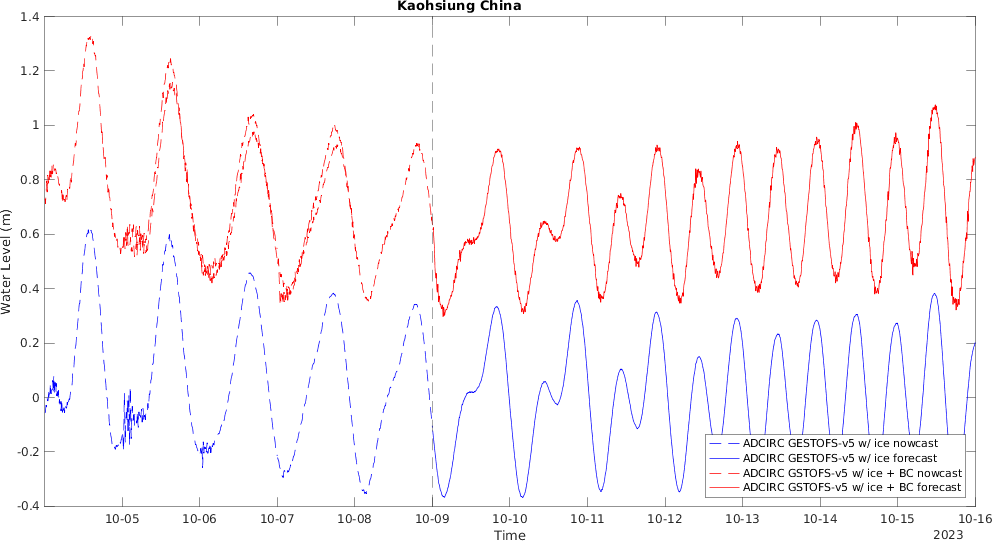 Kaohsiung China
1.4
1.2
1
0.8
0.6
0.4
0.2
0
-0.2
-0.4
Water Level (m)
ADCIRC GESTOFS-v5 w/ ice nowcast
ADCIRC GESTOFS-v5 w/ ice forecast
ADCIRC GSTOFS-v5 w/ ice + BC nowcast
ADCIRC GSTOFS-v5 w/ ice + BC forecast
10-05 10-06 10-07 10-08 10-09 10-10 10-11 10-12 10-13 10-14 10-15 10-16
Time
2023